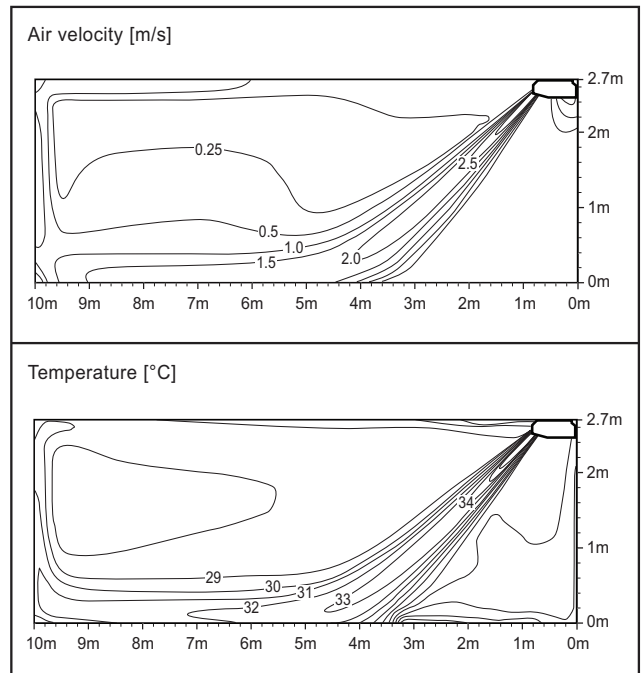 Air velocity [m/s]
2.7m
2m
0.25
2.5
1m
0.5
1.0
2.0
1.5
0m
10m 9m 8m 7m 6m 5m 4m 3m 2m 1m 0m
Temperature [°C]
2.7m
2m
34
1m
29
30
31
33
32
0m
10m 9m 8m 7m 6m 5m 4m 3m 2m 1m 0m